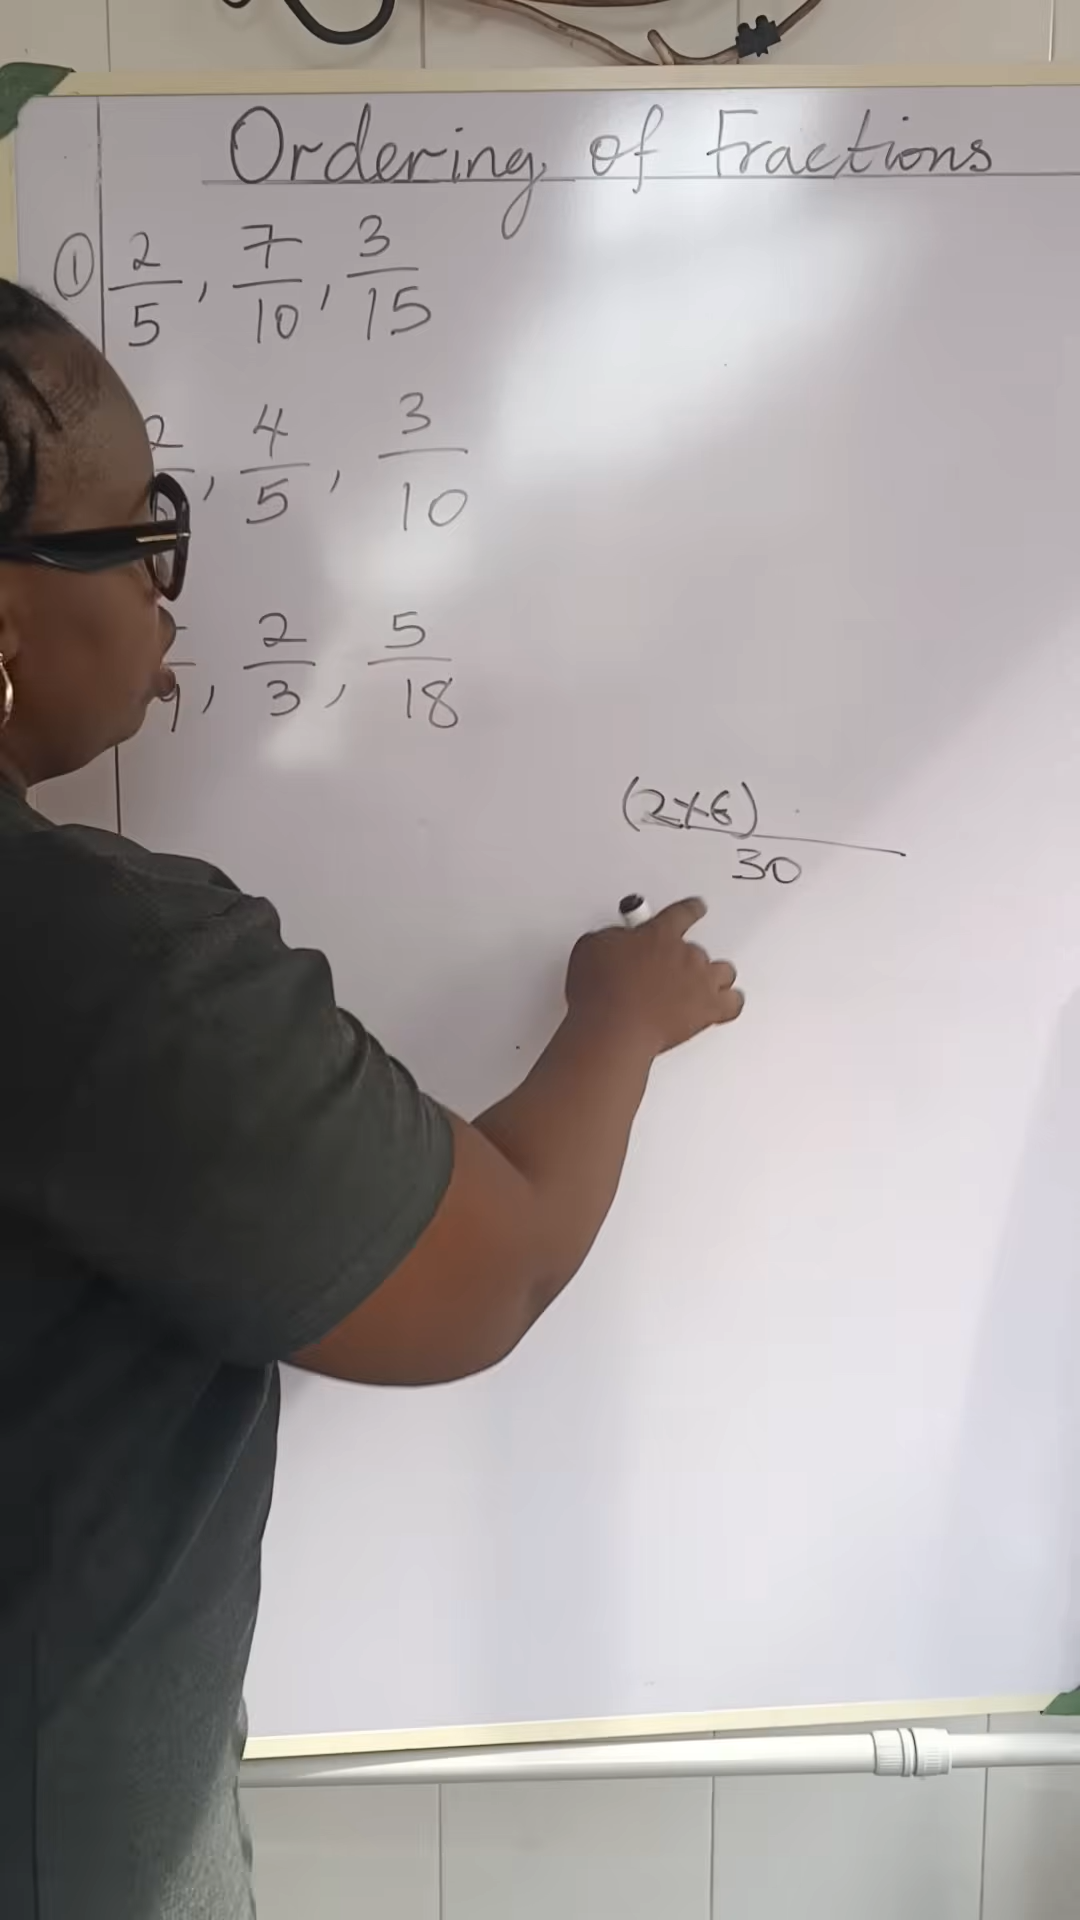 Ordering of Fractions
① 2/5, 7/10, 3/15
2/, 4/5, 3/10
, 2/3, 5/18
(2×6)
30